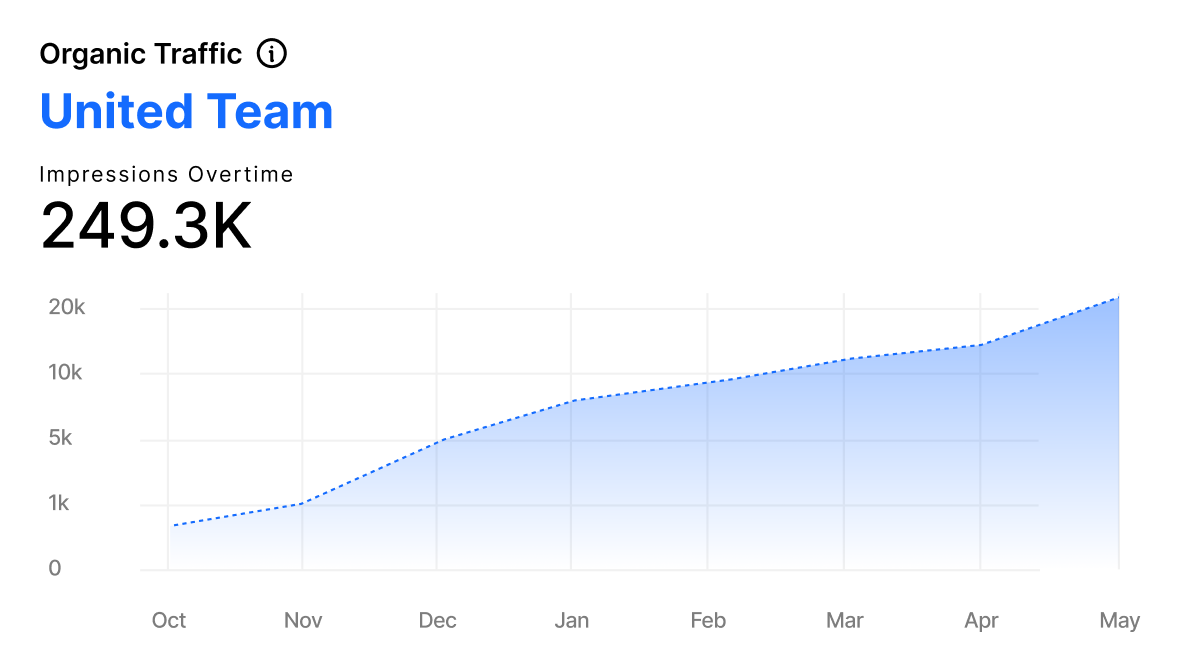 Organic Traffic
United Team
Impressions Overtime
249.3K
20k
10k
5k
1k
0
Oct Nov Dec Jan Feb Mar Apr May